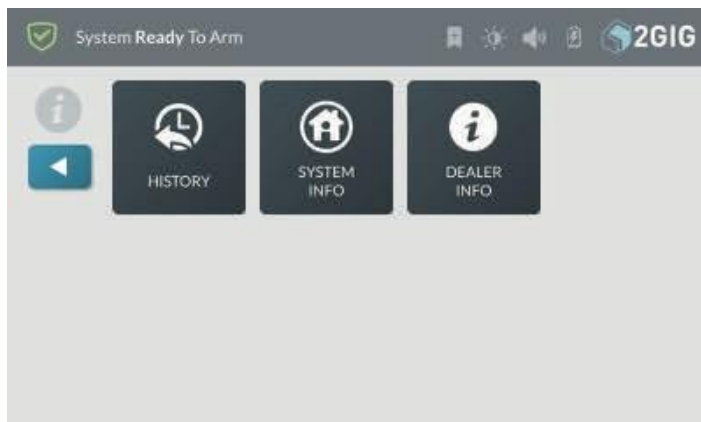 System Ready To Arm
2GIG
HISTORY
SYSTEM
INFO
DEALER
INFO